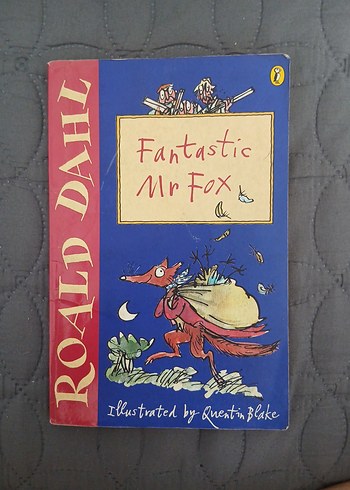 ROALD DAHL
Fantastic
Mr Fox
Illustrated by Quentin Blake